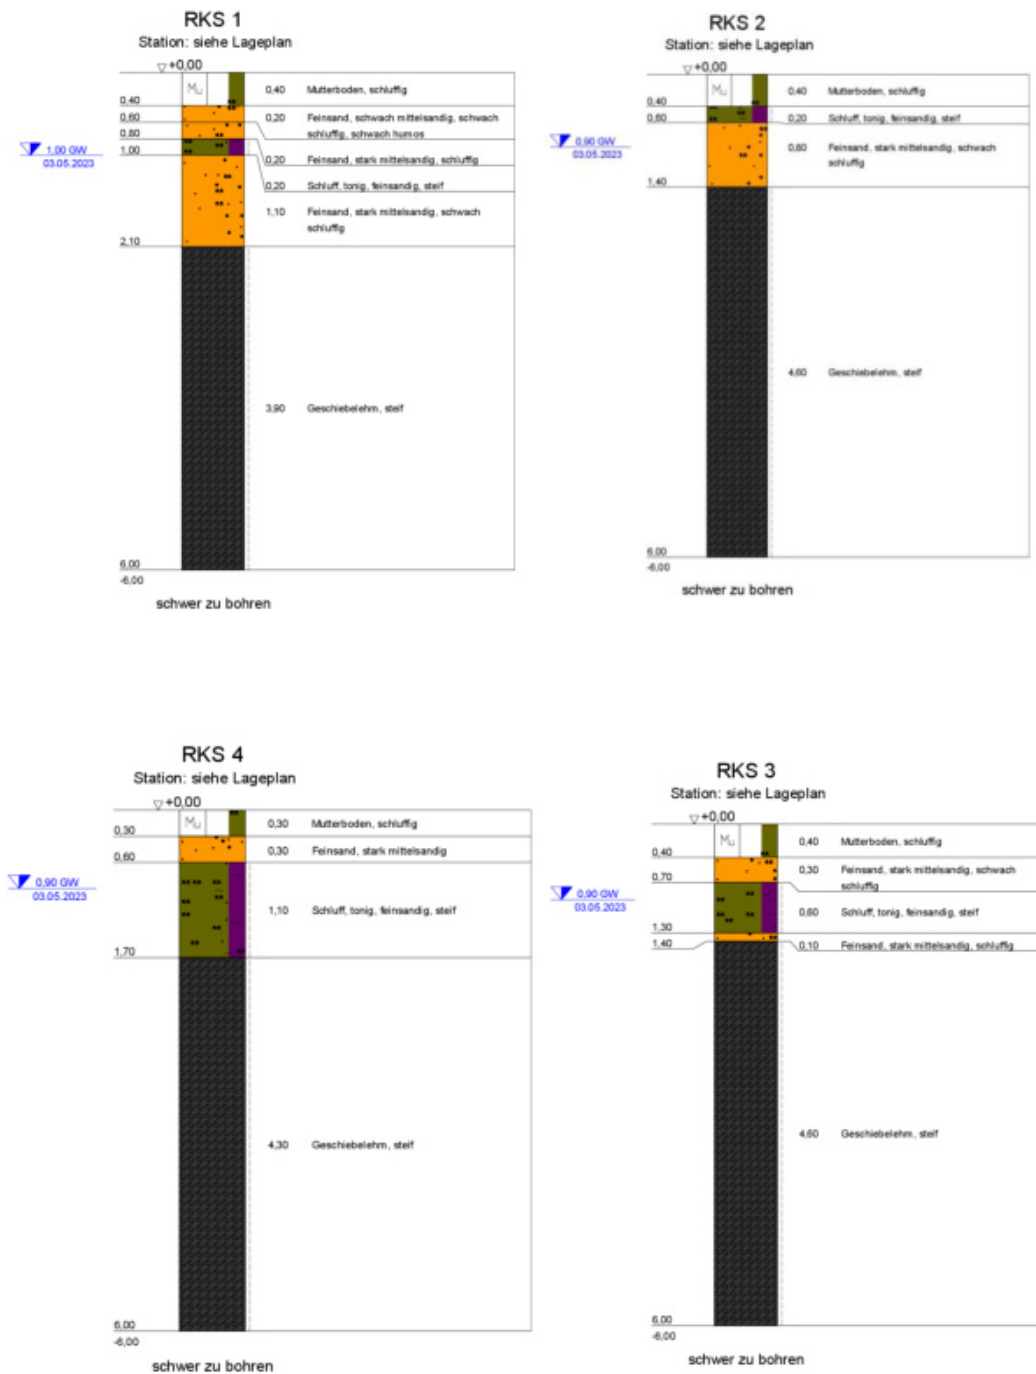 RKS 1
Station: siehe Lageplan
+0,00
Mu
0,40
0,40 Mutterboden, schluffig
0,60
0,20 Feinsand, schwach mittelsandig, schwach
schluffig, schwach humos
0,80
1,00 GW
03.05.2023
1,00
0,20 Feinsand, stark mittelsandig, schluffig
0,20 Schluff, tonig, feinsandig, steif
1,10 Feinsand, stark mittelsandig, schwach
schluffig
2,10
3,90 Geschiebelehm, steif
6,00
-6,00
schwer zu bohren
RKS 2
Station: siehe Lageplan
+0,00
Mu
0,40 Mutterboden, schluffig
0,40
0,20 Schluff, tonig, feinsandig, steif
0,60
0,90 GW
03.05.2023
0,80 Feinsand, stark mittelsandig, schwach
schluffig
1,40
4,60 Geschiebelehm, steif
6,00
-6,00
schwer zu bohren
RKS 4
Station: siehe Lageplan
+0,00
Mu
0,30 Mutterboden, schluffig
0,30
0,30 Feinsand, stark mittelsandig
0,60
0,90 GW
03.05.2023
1,10 Schluff, tonig, feinsandig, steif
1,70
4,30 Geschiebelehm, steif
6,00
-6,00
schwer zu bohren
RKS 3
Station: siehe Lageplan
+0,00
Mu
0,40 Mutterboden, schluffig
0,40
0,30 Feinsand, stark mittelsandig, schwach
schluffig
0,70
0,90 GW
03.05.2023
0,60 Schluff, tonig, feinsandig, steif
1,30
1,40
0,10 Feinsand, stark mittelsandig, schluffig
4,60 Geschiebelehm, steif
6,00
-6,00
schwer zu bohren